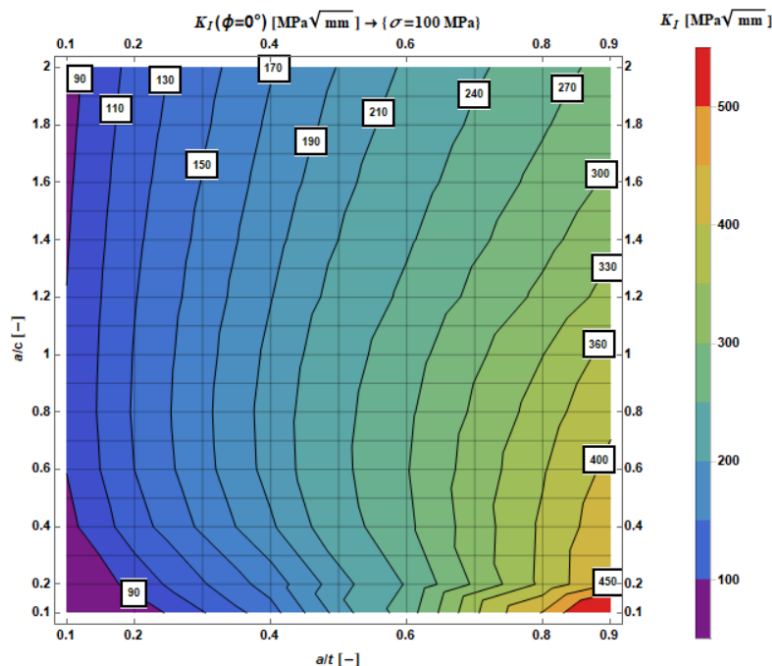 K_I(ϕ=0°) [MPa√mm] → {σ=100 MPa}
K_I [MPa√mm]
0.1 0.2 0.4 0.6 0.8 0.9
2 90 110 130 170 240 270 2
1.8 150 190 210 1.8
1.6 300 1.6
1.4 1.4
330
1.2 1.2
1 360 1
0.8 0.8
0.6 400 0.6
0.4 0.4
0.2 90 450 0.2
0.1 0.1
0.1 0.2 0.4 0.6 0.8 0.9
a/c [−]
a/t [−]
500
400
300
200
100